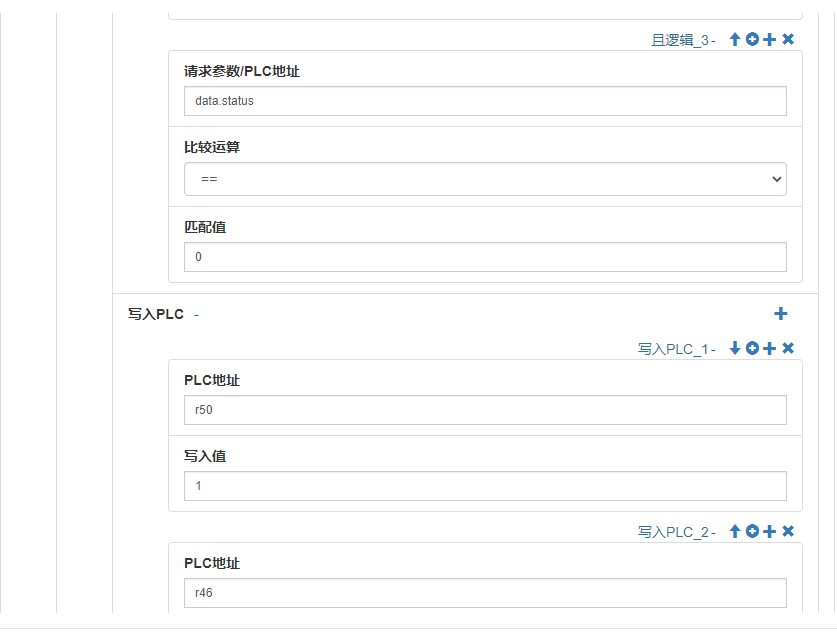 且逻辑_3 -
请求参数/PLC地址
data.status
比较运算
==
匹配值
0
写入PLC -
写入PLC_1 -
PLC地址
r50
写入值
1
写入PLC_2 -
PLC地址
r46